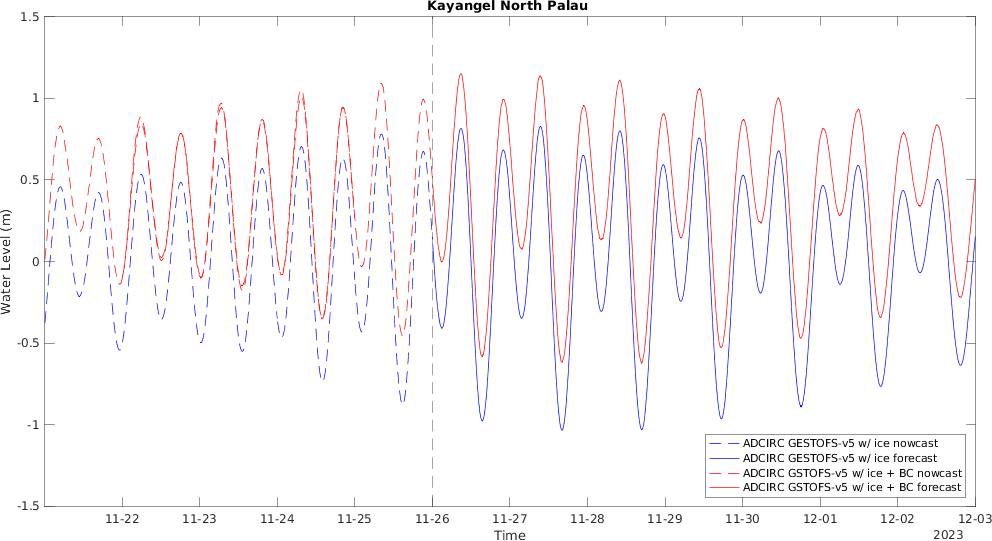 Kayangel North Palau
1.5
1
0.5
0
-0.5
-1
-1.5
Water Level (m)
ADCIRC GESTOFS-v5 w/ ice nowcast
ADCIRC GESTOFS-v5 w/ ice forecast
ADCIRC GSTOFS-v5 w/ ice + BC nowcast
ADCIRC GSTOFS-v5 w/ ice + BC forecast
11-22 11-23 11-24 11-25 11-26 11-27 11-28 11-29 11-30 12-01 12-02 12-03
Time
2023